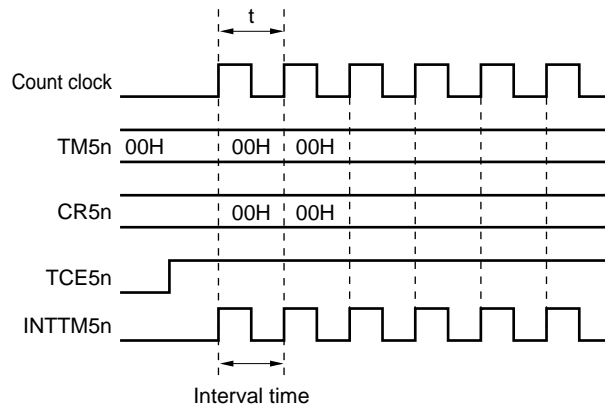 t
Count clock
TM5n 00H 00H 00H
CR5n 00H 00H
TCE5n
INTTM5n
Interval time